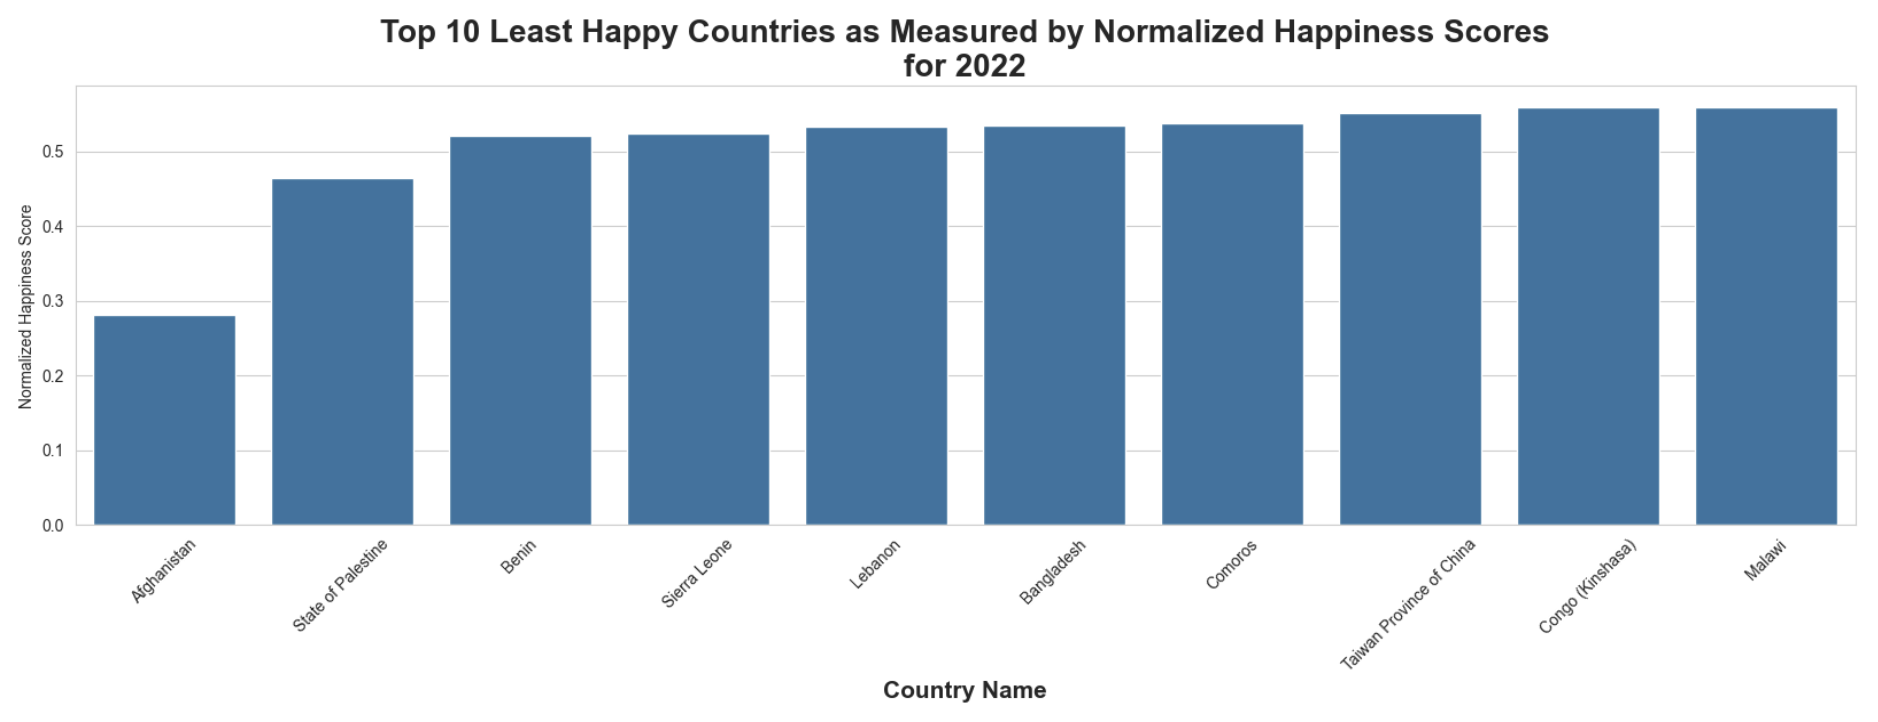 Top 10 Least Happy Countries as Measured by Normalized Happiness Scores
for 2022
Normalized Happiness Score
0.5
0.4
0.3
0.2
0.1
0.0
Afghanistan
State of Palestine
Benin
Sierra Leone
Lebanon
Bangladesh
Comoros
Taiwan Province of China
Congo (Kinshasa)
Malawi
Country Name